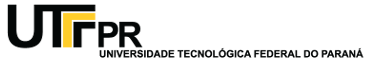 UTFPR
UNIVERSIDADE TECNOLÓGICA FEDERAL DO PARANÁ